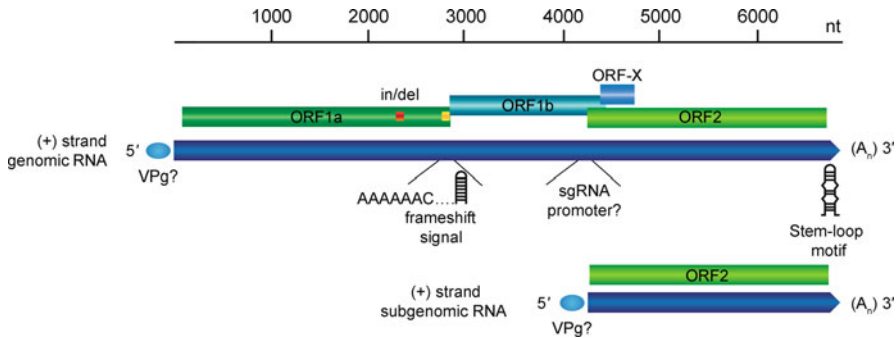 1000 2000 3000 4000 5000 6000 nt
ORF-X
in/del
ORF1a ORF1b ORF2
(+) strand
genomic RNA
5′ (Aₙ) 3′
VPg?
AAAAAAC....
frameshift
signal
sgRNA
promoter?
Stem-loop
motif
ORF2
(+) strand
subgenomic RNA
5′ (Aₙ) 3′
VPg?